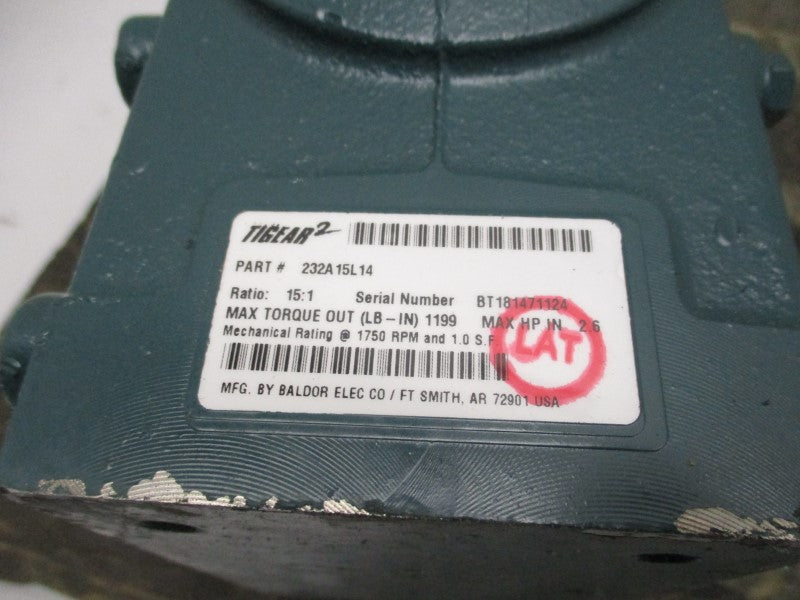 TIGEAR2
PART # 232A15L14
Ratio: 15:1 Serial Number BT181471124
MAX TORQUE OUT (LB-IN) 1199 MAX HP IN 2.6
Mechanical Rating @ 1750 RPM and 1.0 S.F
LAT
MFG. BY BALDOR ELEC CO / FT SMITH, AR 72901 USA